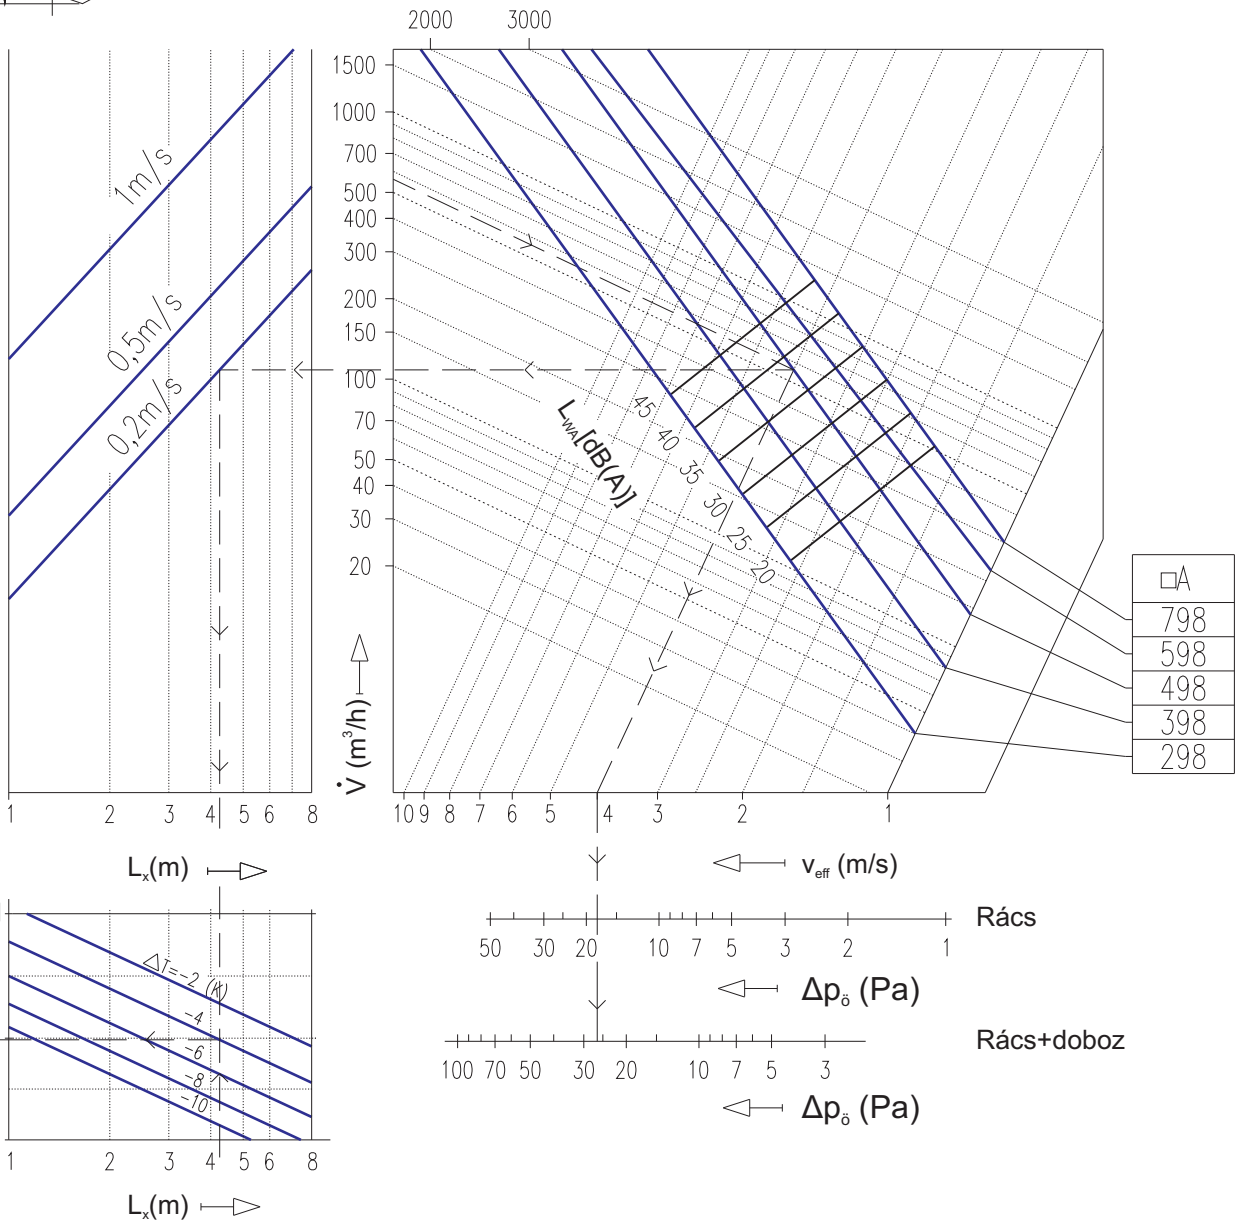 2000 3000
1500
1000
700
500
400
300
200
150
100
70
50
40
30
20
V̇ (m³/h)
1m/s
0,5m/s
0,2m/s
1 2 3 4 5 6 8
Lₓ(m)
L_WA[dB(A)]
45
40
35
30
25
20
□A
798
598
498
398
298
10 9 8 7 6 5 4 3 2 1
v_eff (m/s)
Rács
50 30 20 10 7 5 3 2 1
Δpö (Pa)
Rács+doboz
100 70 50 30 20 10 7 5 3
Δpö (Pa)
ΔT=-2 (K)
-4
-6
-8
-10
1 2 3 4 5 6 8
Lₓ(m)